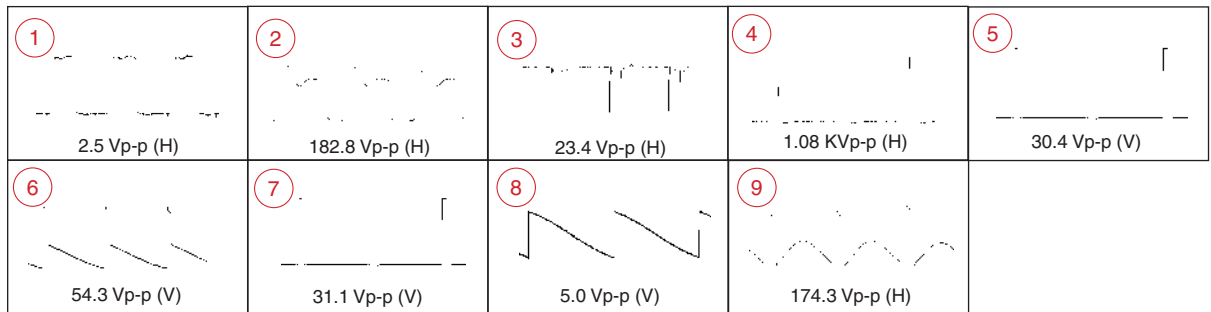 1
2.5 Vp-p (H)
2
182.8 Vp-p (H)
3
23.4 Vp-p (H)
4
1.08 KVp-p (H)
5
30.4 Vp-p (V)
6
54.3 Vp-p (V)
7
31.1 Vp-p (V)
8
5.0 Vp-p (V)
9
174.3 Vp-p (H)